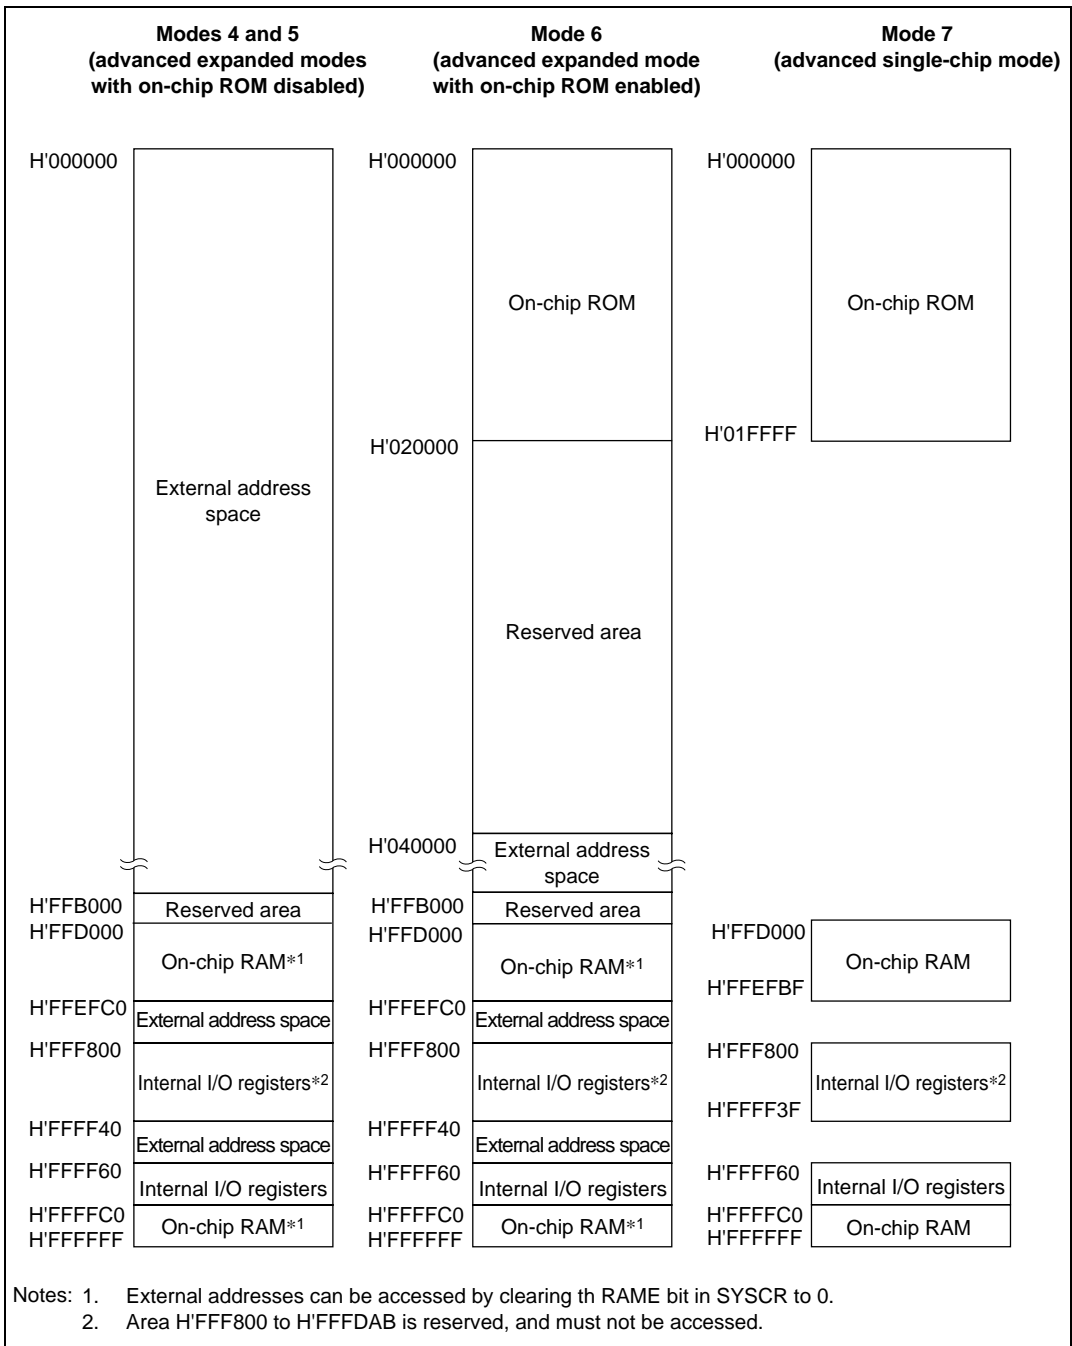 Modes 4 and 5
(advanced expanded modes
with on-chip ROM disabled)
Mode 6
(advanced expanded mode
with on-chip ROM enabled)
Mode 7
(advanced single-chip mode)
H'000000
External address
space
H'FFB000
Reserved area
H'FFD000
On-chip RAM*1
H'FFEFC0
External address space
H'FFF800
Internal I/O registers*2
H'FFFF40
External address space
H'FFFF60
Internal I/O registers
H'FFFFC0
On-chip RAM*1
H'FFFFFF
H'000000
On-chip ROM
H'020000
Reserved area
H'040000
External address
space
H'FFB000
Reserved area
H'FFD000
On-chip RAM*1
H'FFEFC0
External address space
H'FFF800
Internal I/O registers*2
H'FFFF40
External address space
H'FFFF60
Internal I/O registers
H'FFFFC0
On-chip RAM*1
H'FFFFFF
H'000000
On-chip ROM
H'01FFFF
H'FFD000
On-chip RAM
H'FFEFBF
H'FFF800
Internal I/O registers*2
H'FFFF3F
H'FFFF60
Internal I/O registers
H'FFFFC0
On-chip RAM
H'FFFFFF
Notes: 1. External addresses can be accessed by clearing th RAME bit in SYSCR to 0.
2. Area H'FFF800 to H'FFFDAB is reserved, and must not be accessed.